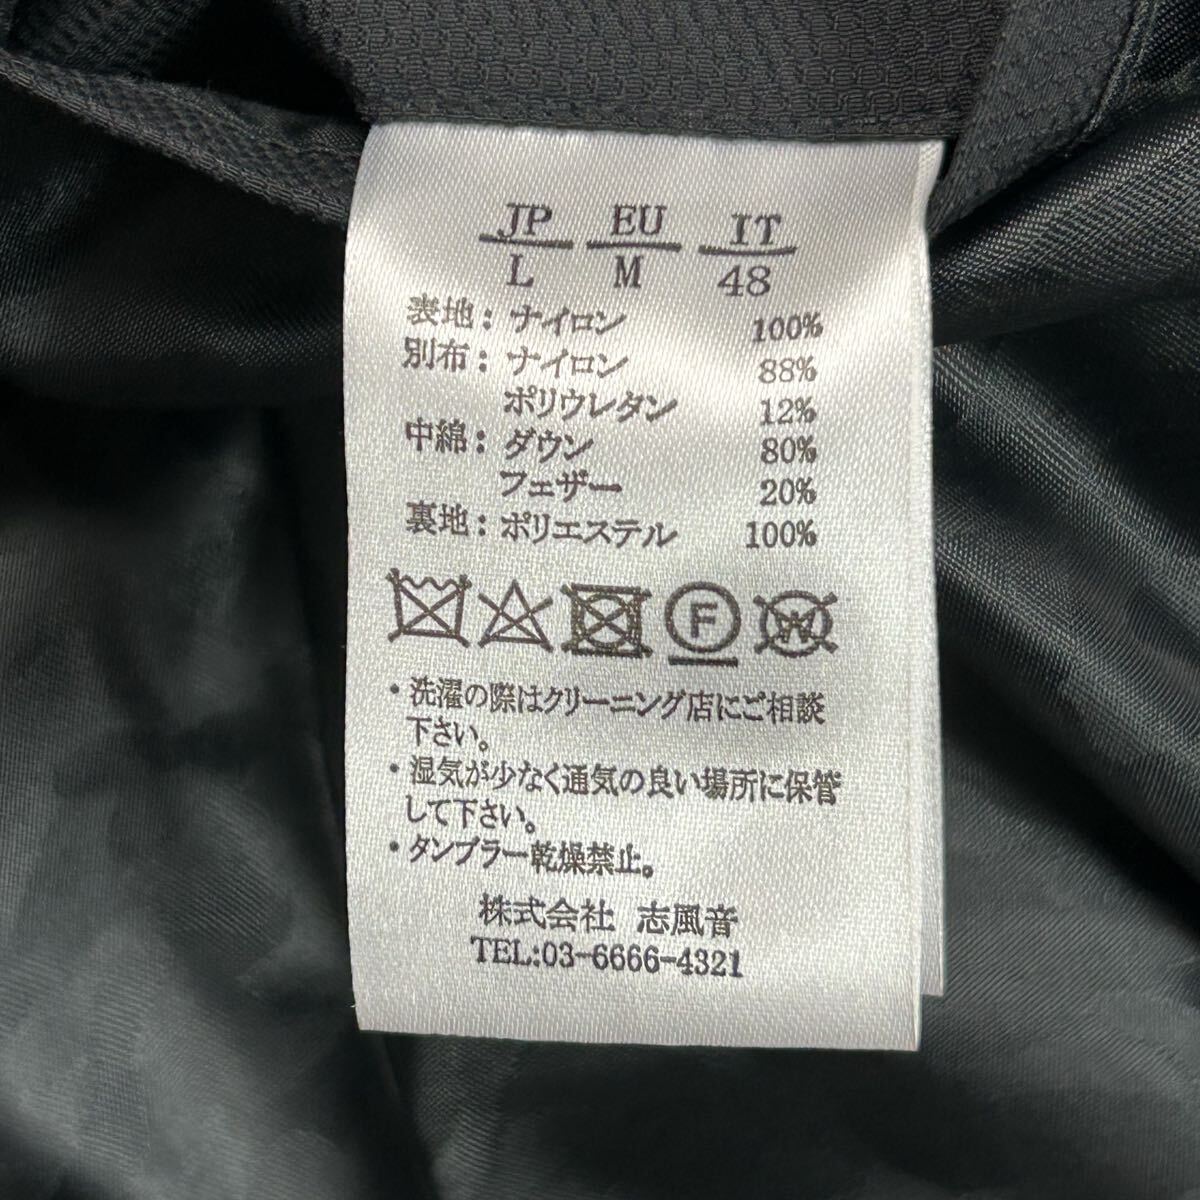 JP EU IT
L M 48
表地：ナイロン 100%
別布：ナイロン 88%
ポリウレタン 12%
中綿：ダウン 80%
フェザー 20%
裏地：ポリエステル 100%
F W
・洗濯の際はクリーニング店にご相談
下さい。
・湿気が少なく通気の良い場所に保管
して下さい。
・タンブラー乾燥禁止。
株式会社 志風音
TEL:03-6666-4321